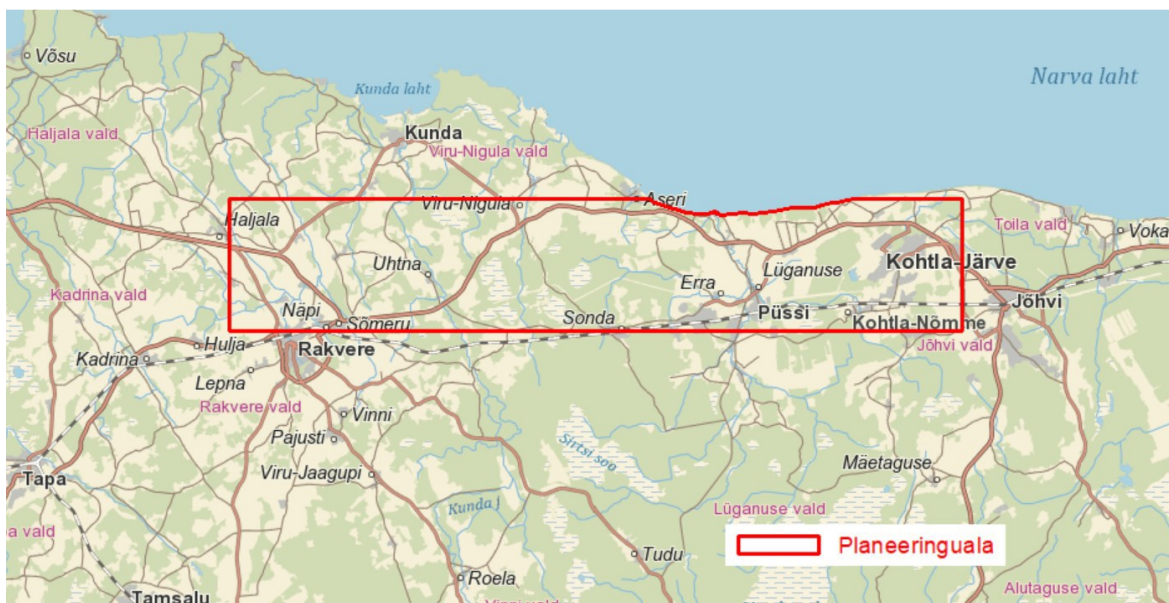 Võsu
Narva laht
Kunda laht
Haljala vald
Kunda
Viru-Nigula vald
Aseri
Viru-Nigula
Haljala
Toila vald
Voka
Uhtna
Kohtla-Järve
Lüganuse
Erra
Kadrina vald
Näpi
Sõmeru
Sonda
Püssi
Jõhvi
Kohtla-Nõmme
Hulja
Rakvere
Jõhvi vald
Kadrina
Lepna
Rakvere vald
Vinni
Pajusti
Sirtsi soo
Viru-Jaagupi
Mäetaguse
Tapa
Kunda j
Lüganuse vald
a vald
Planeeringuala
Tudu
Roela
Alutaguse vald
Tamsalu